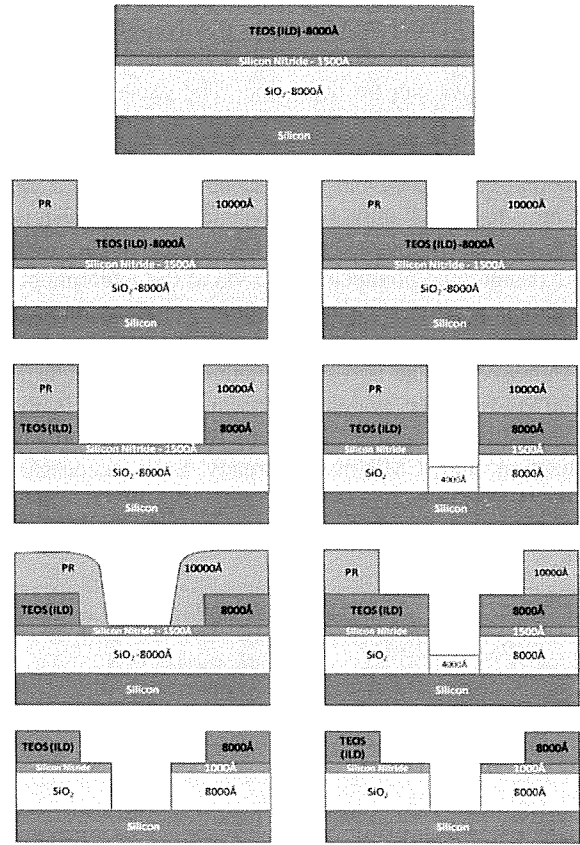 TEOS (ILD) -8000Å
Silicon Nitride - 1500Å
SiO₂ -8000Å
Silicon
PR 10000Å
TEOS (ILD) -8000Å
Silicon Nitride - 1500Å
SiO₂ -8000Å
Silicon
PR 10000Å
TEOS (ILD) -8000Å
Silicon Nitride - 1500Å
SiO₂ -8000Å
Silicon
PR 10000Å
TEOS (ILD) 8000Å
Silicon Nitride - 1500Å
SiO₂ -8000Å
Silicon
PR 10000Å
TEOS (ILD) 8000Å
Silicon Nitride 1500Å
SiO₂ 4000Å 8000Å
Silicon
PR 10000Å
TEOS (ILD) 8000Å
Silicon Nitride - 1500Å
SiO₂ -8000Å
Silicon
PR 10000Å
TEOS (ILD) 8000Å
Silicon Nitride 1500Å
SiO₂ 4000Å 8000Å
Silicon
TEOS (ILD) 8000Å
Silicon Nitride 1000Å
SiO₂ 8000Å
Silicon
TEOS
(ILD) 8000Å
Silicon Nitride 1000Å
SiO₂ 8000Å
Silicon